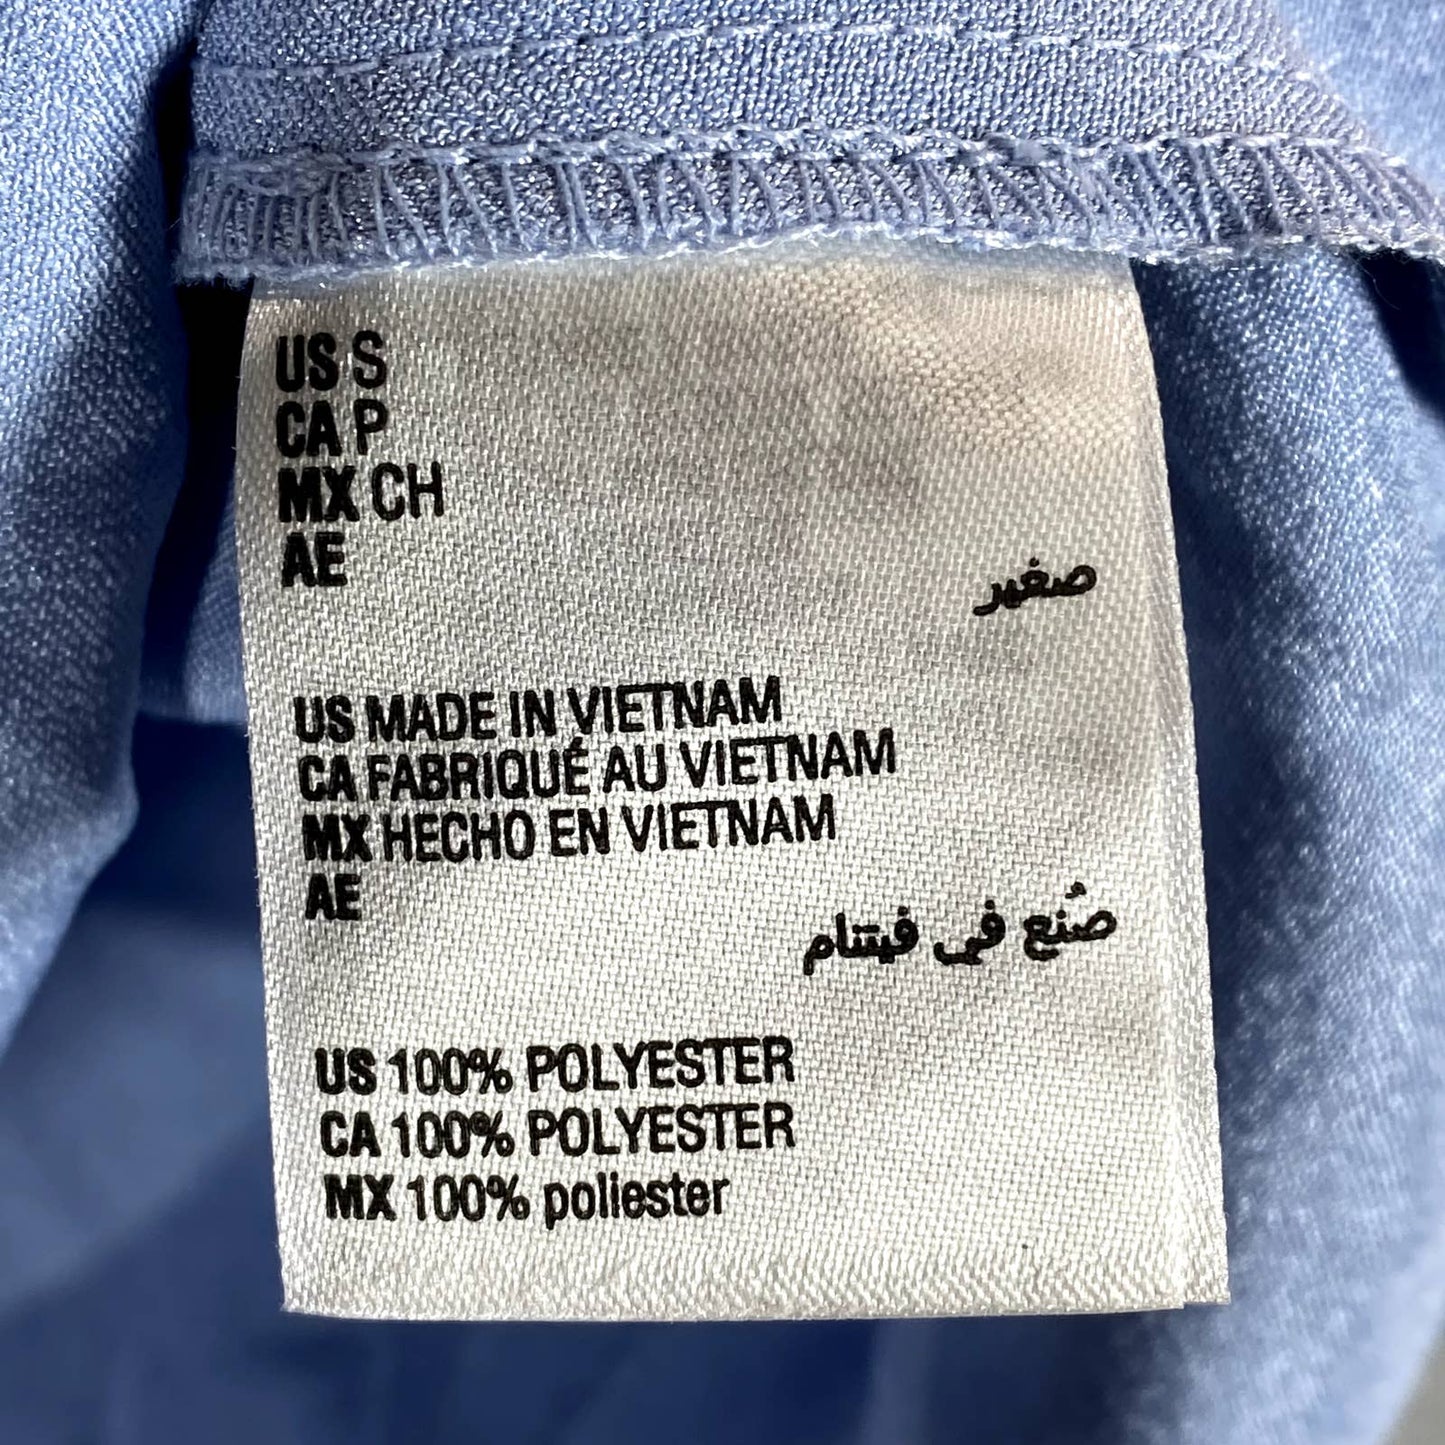 US S
CA P
MX CH
AE
صغير
US MADE IN VIETNAM
CA FABRIQUÉ AU VIETNAM
MX HECHO EN VIETNAM
AE
صُنع في فيتنام
US 100% POLYESTER
CA 100% POLYESTER
MX 100% poliester